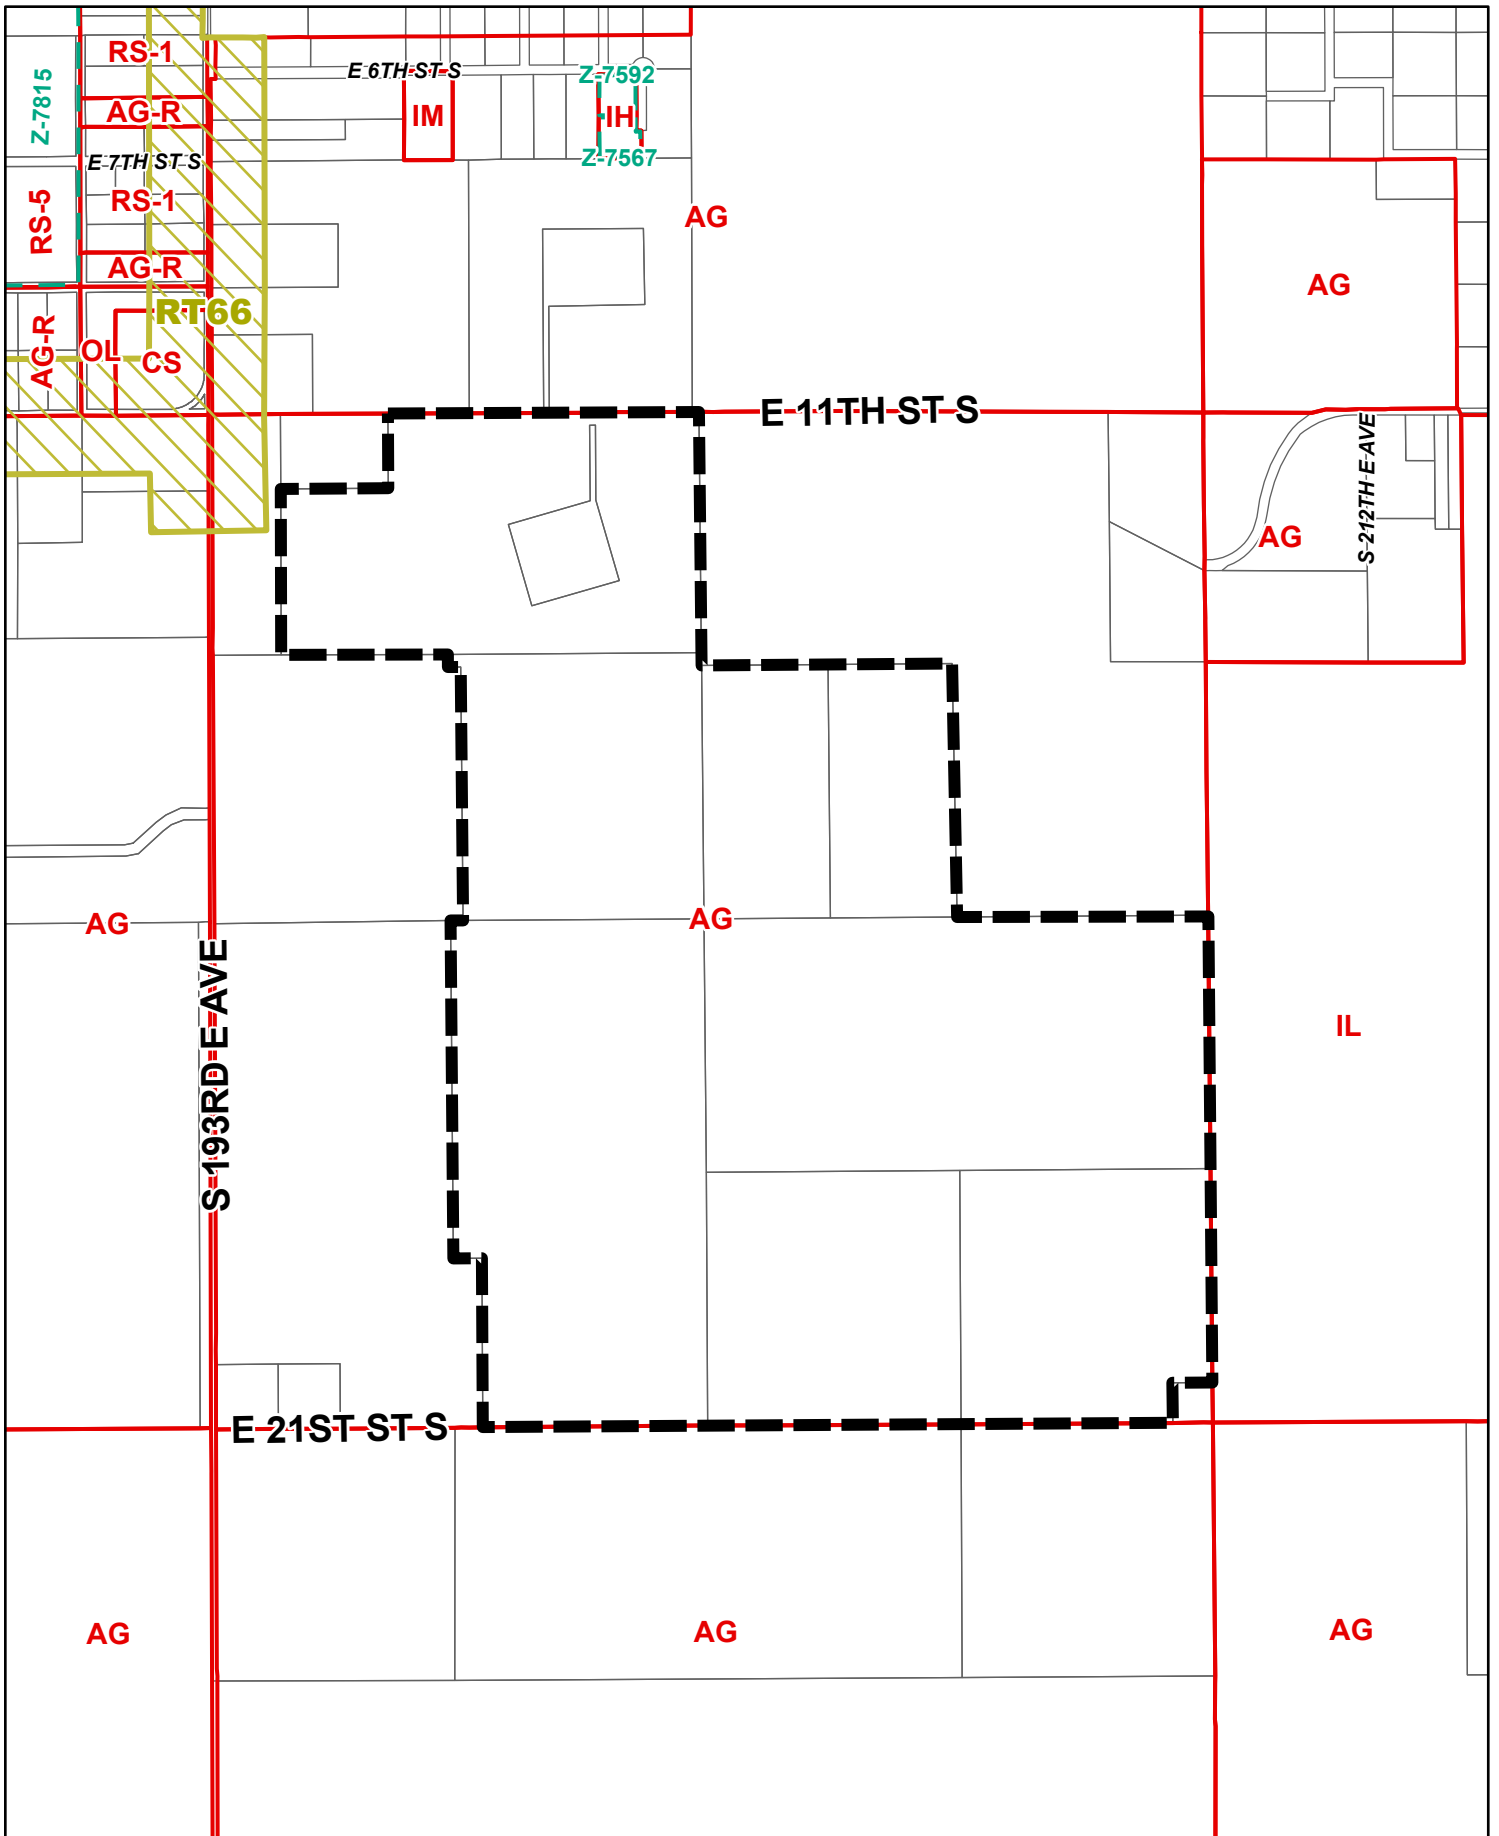 RS-1
E 6TH ST S
Z-7592
Z-7815
AG-R
IM
IH
E 7TH ST S
Z-7567
RS-5
RS-1
AG
AG-R
AG
RT66
AG-R
OL
CS
E 11TH ST S
S 212TH E AVE
AG
AG
AG
S 193RD E AVE
IL
E 21ST ST S
AG
AG
AG